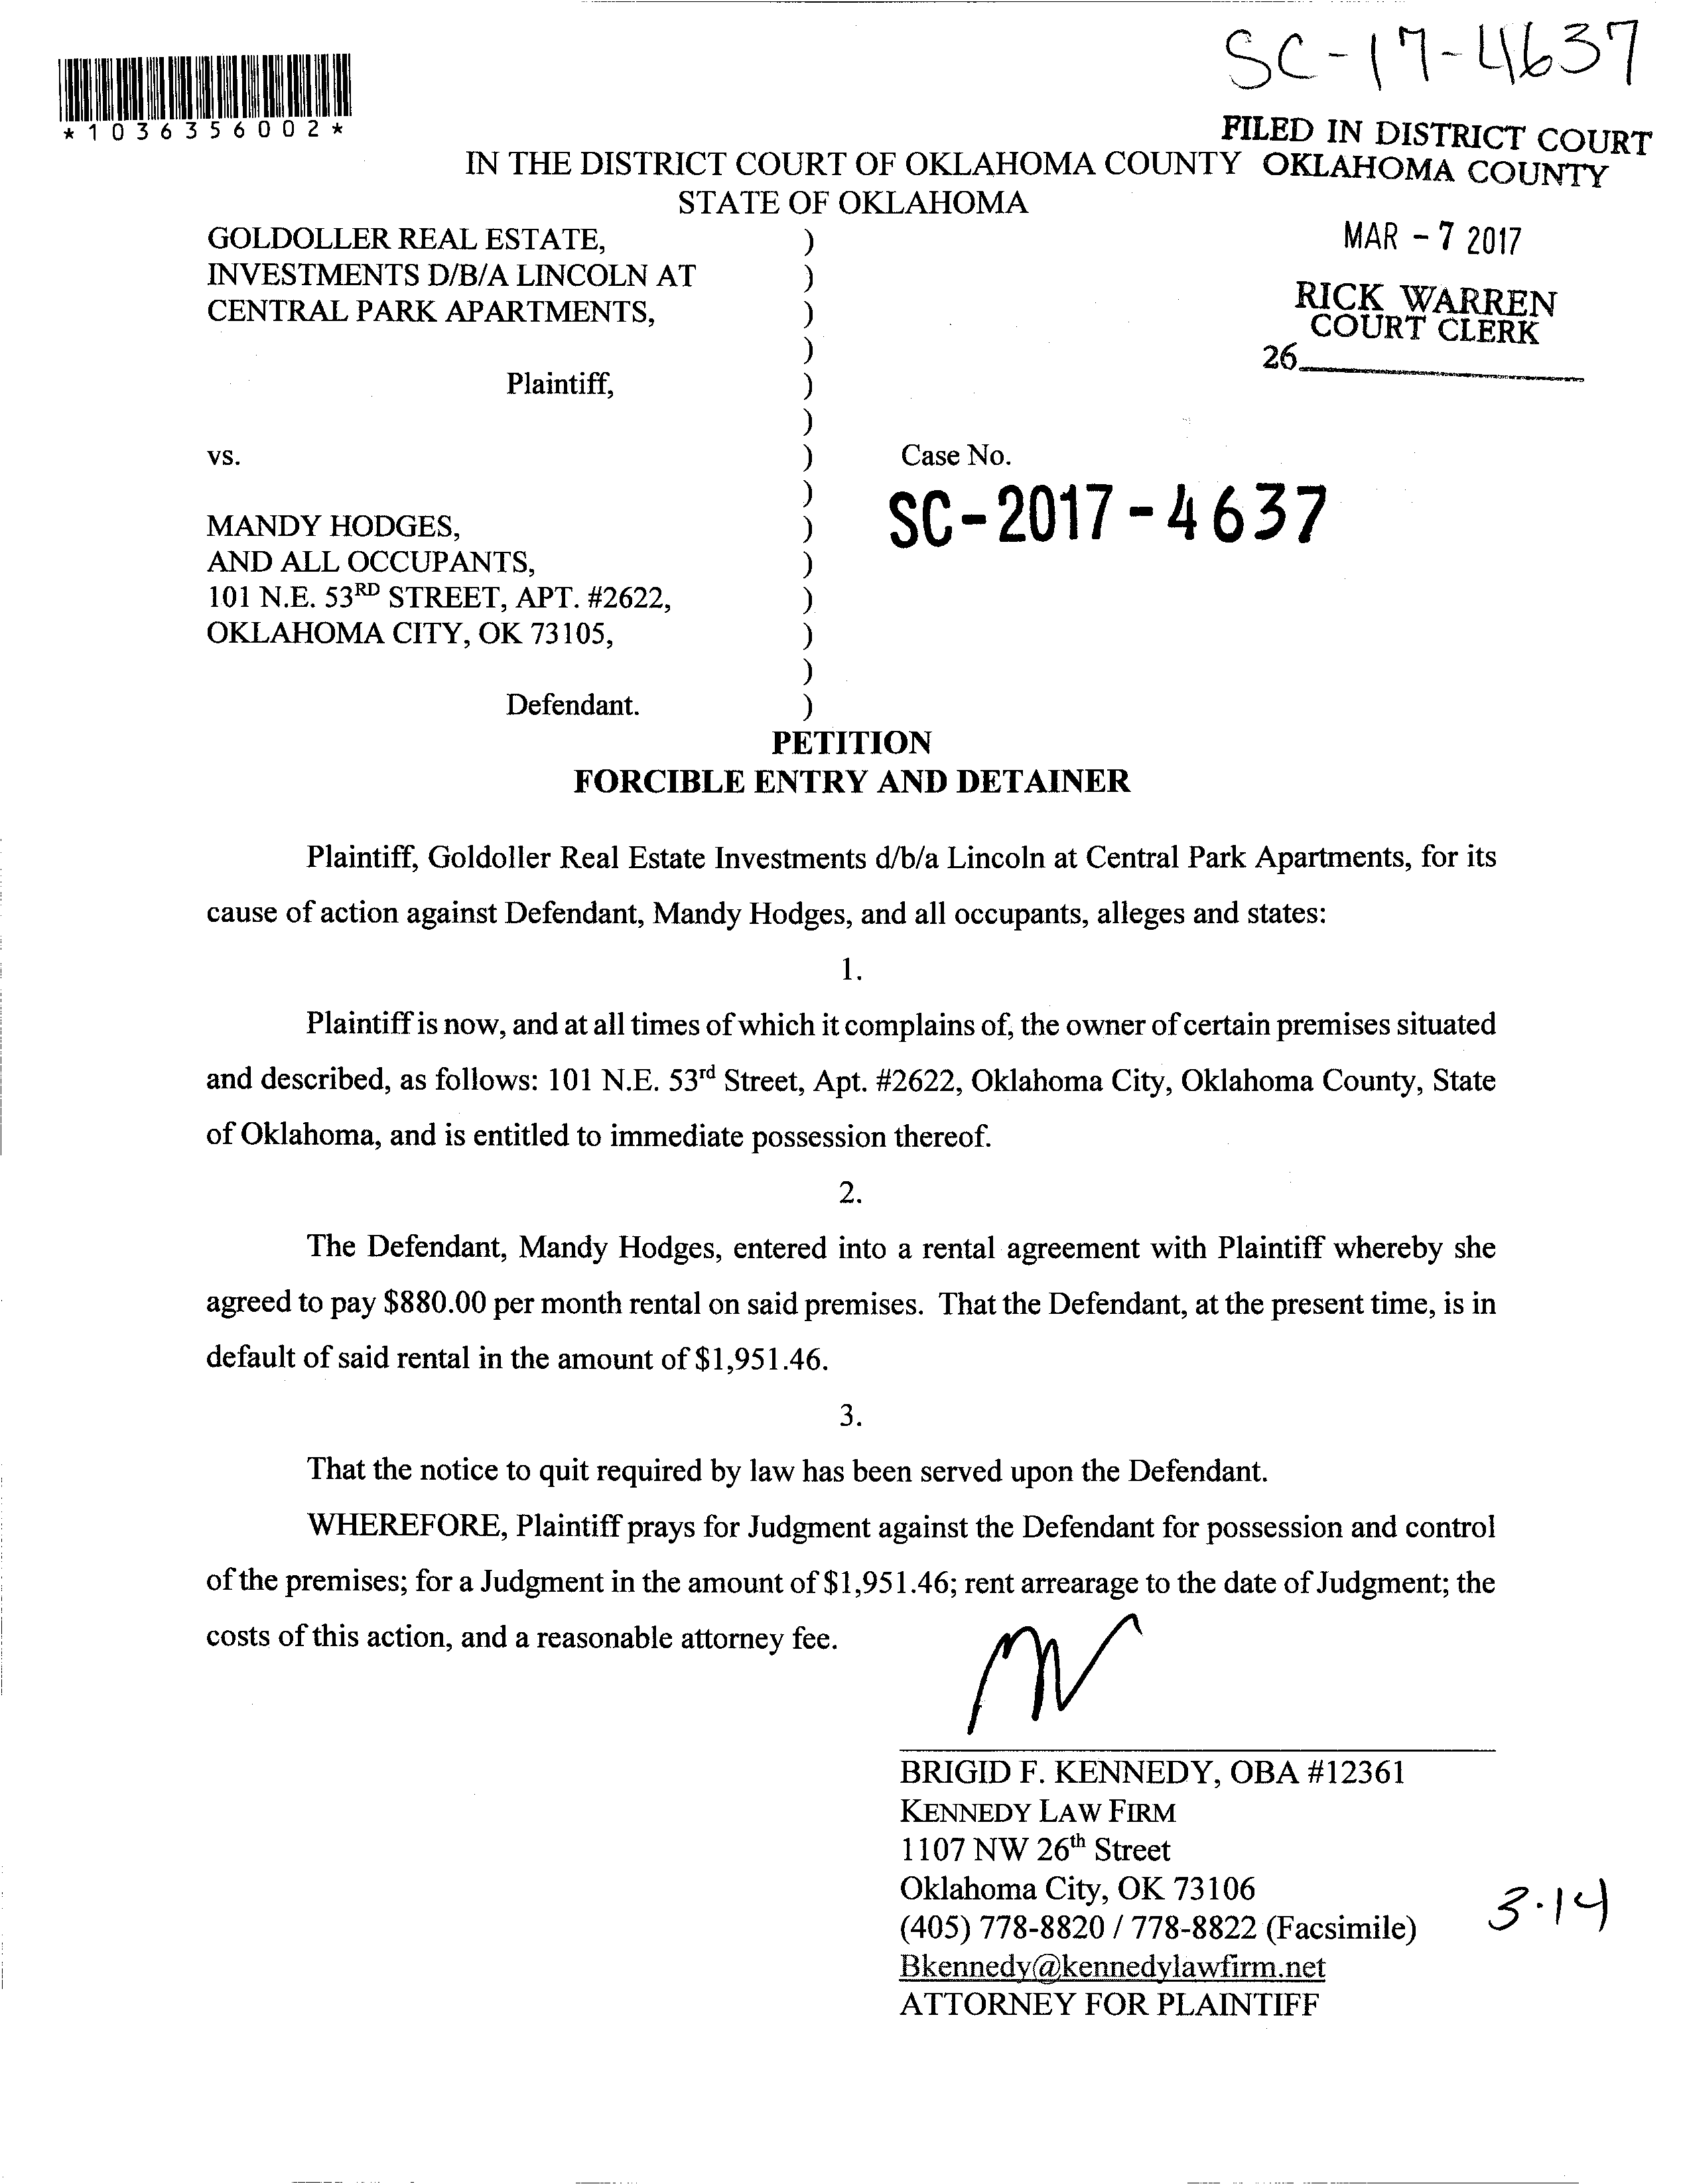 SC-17-4637
*1036356002*
FILED IN DISTRICT COURT
OKLAHOMA COUNTY
IN THE DISTRICT COURT OF OKLAHOMA COUNTY
STATE OF OKLAHOMA
MAR - 7 2017
RICK WARREN
COURT CLERK
26
GOLDOLLER REAL ESTATE, )
INVESTMENTS D/B/A LINCOLN AT )
CENTRAL PARK APARTMENTS, )
)
Plaintiff, )
)
vs. ) Case No.
)
SC-2017-4637
MANDY HODGES, )
AND ALL OCCUPANTS, )
101 N.E. 53RD STREET, APT. #2622, )
OKLAHOMA CITY, OK 73105, )
)
Defendant. )
PETITION
FORCIBLE ENTRY AND DETAINER
Plaintiff, Goldoller Real Estate Investments d/b/a Lincoln at Central Park Apartments, for its
cause of action against Defendant, Mandy Hodges, and all occupants, alleges and states:
1.
Plaintiff is now, and at all times of which it complains of, the owner of certain premises situated
and described, as follows: 101 N.E. 53rd Street, Apt. #2622, Oklahoma City, Oklahoma County, State
of Oklahoma, and is entitled to immediate possession thereof.
2.
The Defendant, Mandy Hodges, entered into a rental agreement with Plaintiff whereby she
agreed to pay $880.00 per month rental on said premises. That the Defendant, at the present time, is in
default of said rental in the amount of $1,951.46.
3.
That the notice to quit required by law has been served upon the Defendant.
WHEREFORE, Plaintiff prays for Judgment against the Defendant for possession and control
of the premises; for a Judgment in the amount of $1,951.46; rent arrearage to the date of Judgment; the
costs of this action, and a reasonable attorney fee.
BRIGID F. KENNEDY, OBA #12361
KENNEDY LAW FIRM
1107 NW 26th Street
Oklahoma City, OK 73106
(405) 778-8820 / 778-8822 (Facsimile)
3.14
Bkennedy@kennedylawfirm.net
ATTORNEY FOR PLAINTIFF